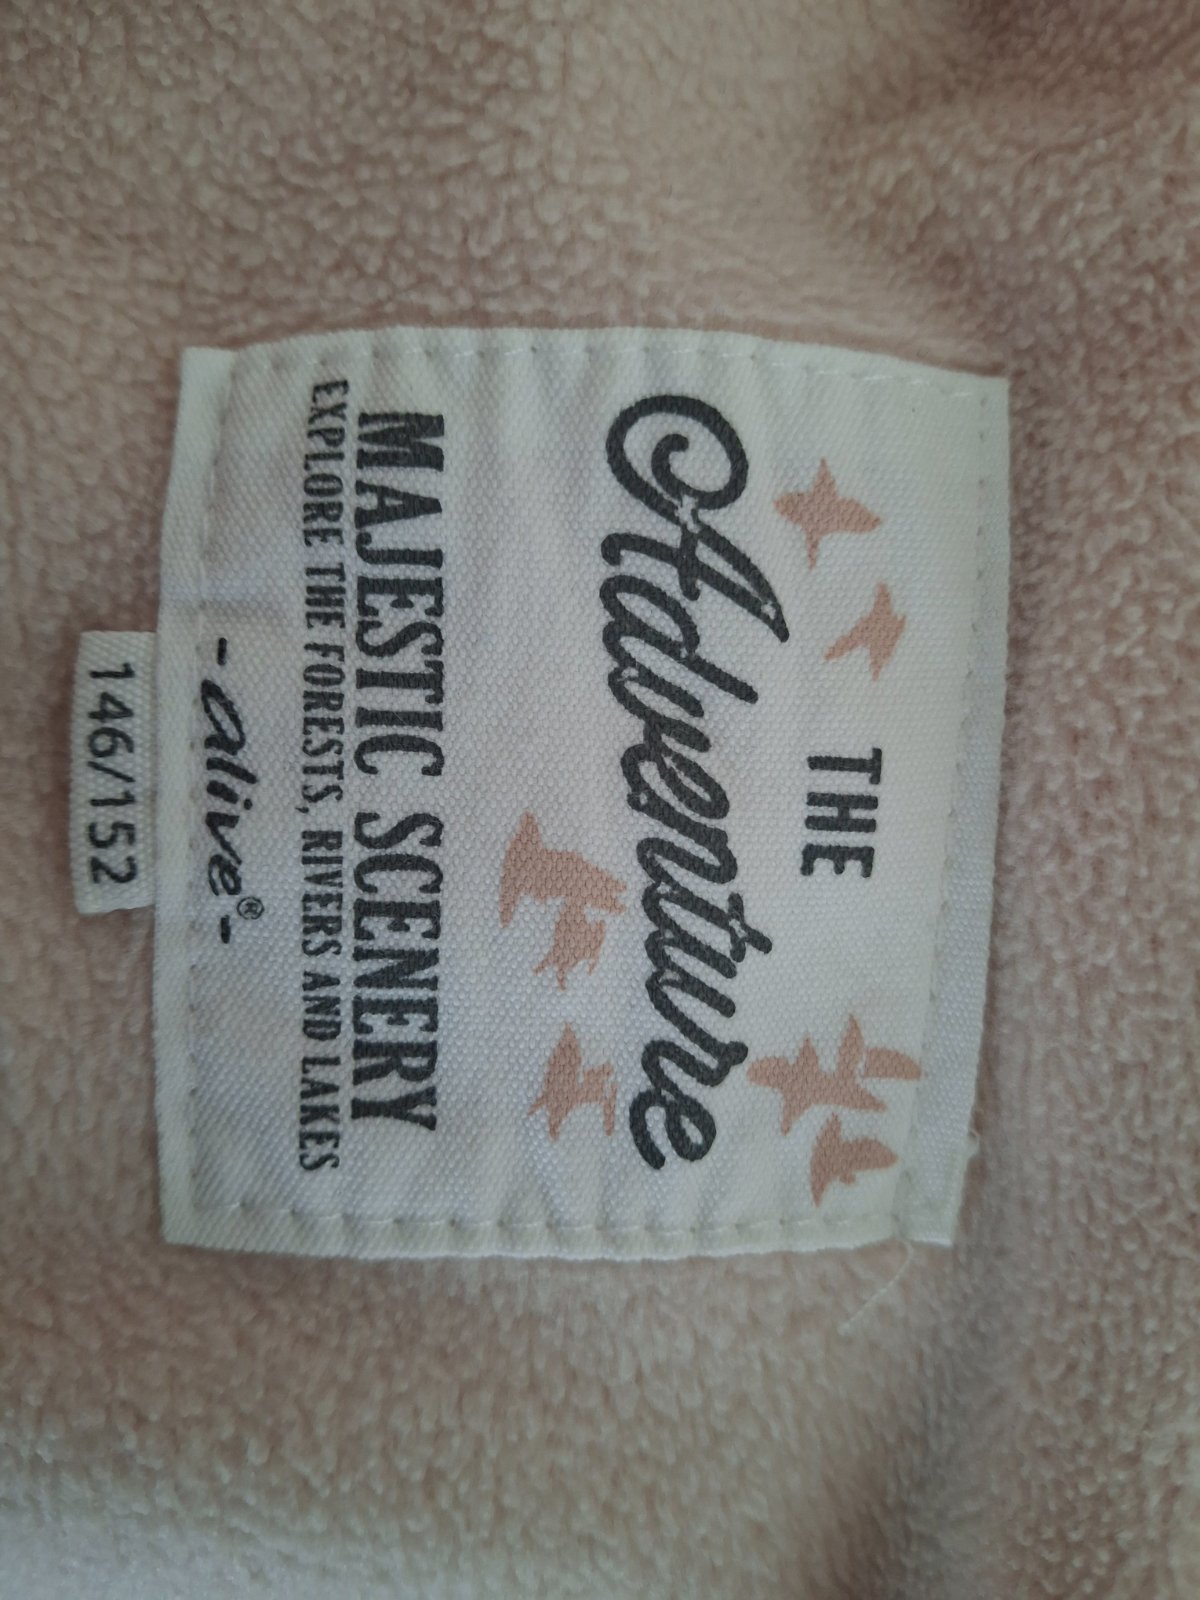 THE
Adventure
MAJESTIC SCENERY
EXPLORE THE FORESTS, RIVERS AND LAKES
-alive®-
146/152